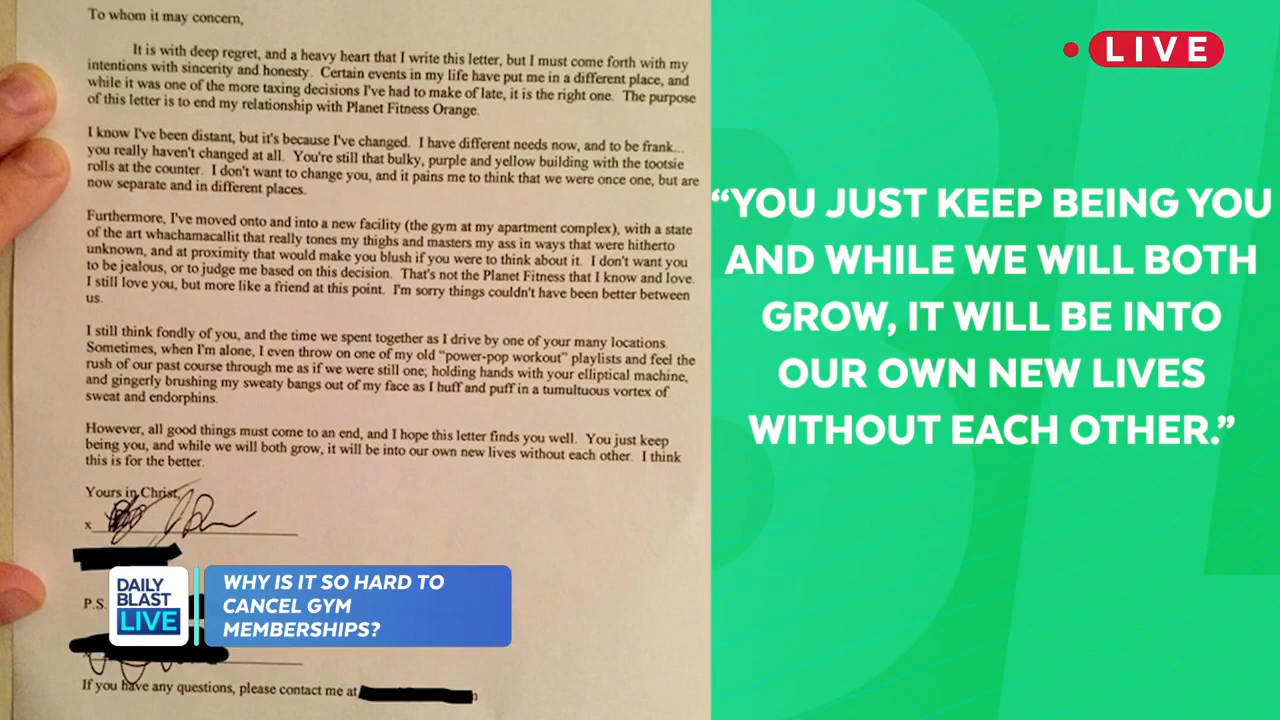 To whom it may concern,
It is with deep regret, and a heavy heart that I write this letter, but I must come forth with my
intentions with sincerity and honesty. Certain events in my life have put me in a different place, and
while it was one of the more taxing decisions I've had to make of late, it is the right one. The purpose
of this letter is to end my relationship with Planet Fitness Orange.
I know I've been distant, but it's because I've changed. I have different needs now, and to be frank...
you really haven't changed at all. You're still that bulky, purple and yellow building with the tootsie
rolls at the counter. I don't want to change you, and it pains me to think that we were once one, but are
now separate and in different places.
Furthermore, I've moved onto and into a new facility (the gym at my apartment complex), with a state
of the art whachamacallit that really tones my thighs and masters my ass in ways that were hitherto
unknown, and at proximity that would make you blush if you were to think about it. I don't want you
to be jealous, or to judge me based on this decision. That's not the Planet Fitness that I know and love.
I still love you, but more like a friend at this point. I'm sorry things couldn't have been better between
us.
I still think fondly of you, and the time we spent together as I drive by one of your many locations.
Sometimes, when I'm alone, I even throw on one of my old “power-pop workout” playlists and feel the
rush of our past course through me as if we were still one; holding hands with your elliptical machine,
and gingerly brushing my sweaty bangs out of my face as I huff and puff in a tumultuous vortex of
sweat and endorphins.
However, all good things must come to an end, and I hope this letter finds you well. You just keep
being you, and while we will both grow, it will be into our own new lives without each other. I think
this is for the better.
Yours in Christ,
x
P.S.
If you have any questions, please contact me at
DAILY
BLAST
LIVE
WHY IS IT SO HARD TO
CANCEL GYM
MEMBERSHIPS?
LIVE
“YOU JUST KEEP BEING YOU
AND WHILE WE WILL BOTH
GROW, IT WILL BE INTO
OUR OWN NEW LIVES
WITHOUT EACH OTHER.”